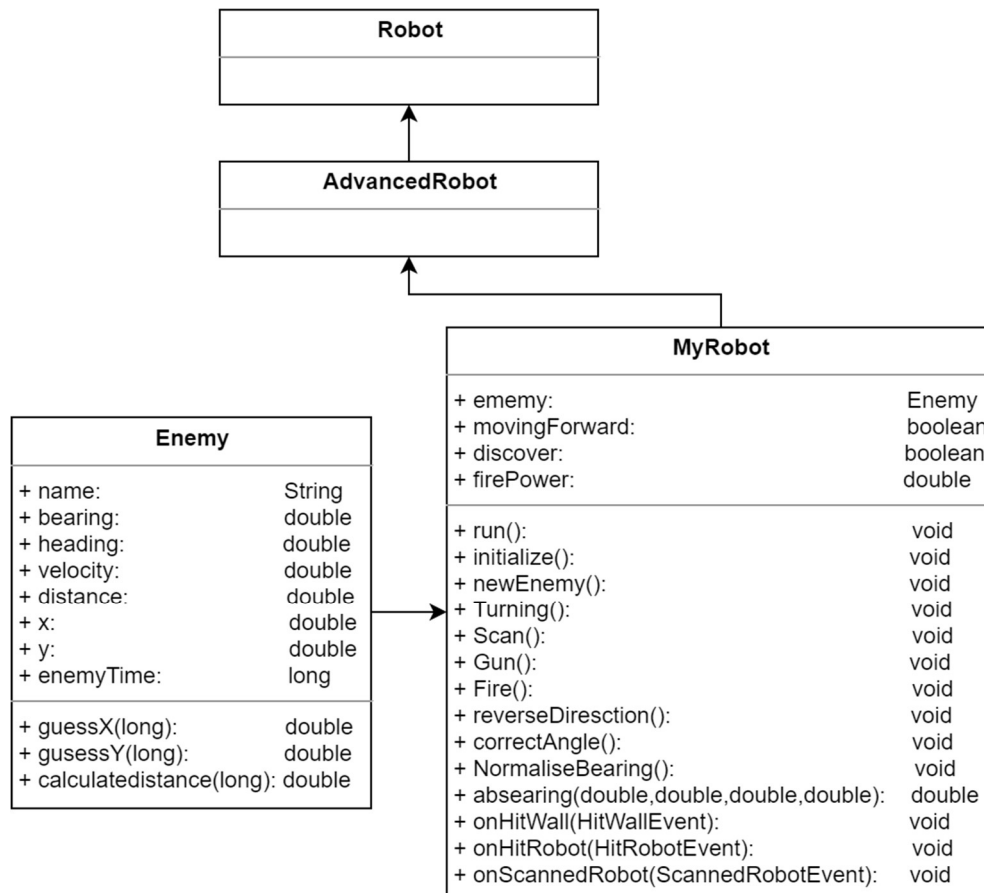 Robot
AdvancedRobot
MyRobot
+ ememy: Enemy
+ movingForward: boolean
+ discover: boolean
+ firePower: double
+ run(): void
+ initialize(): void
+ newEnemy(): void
+ Turning(): void
+ Scan(): void
+ Gun(): void
+ Fire(): void
+ reverseDiresction(): void
+ correctAngle(): void
+ NormaliseBearing(): void
+ absearing(double,double,double,double): double
+ onHitWall(HitWallEvent): void
+ onHitRobot(HitRobotEvent): void
+ onScannedRobot(ScannedRobotEvent): void
Enemy
+ name: String
+ bearing: double
+ heading: double
+ velocity: double
+ distance: double
+ x: double
+ y: double
+ enemyTime: long
+ guessX(long): double
+ gusessY(long): double
+ calculatedistance(long): double